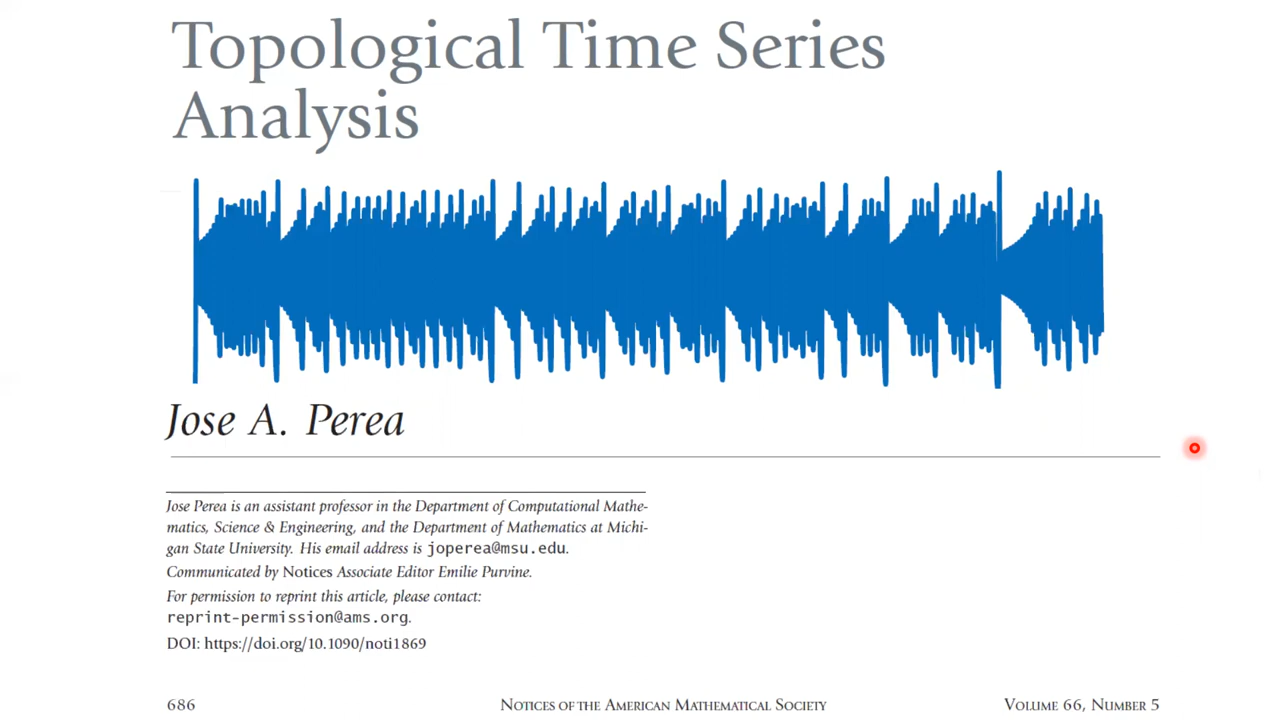 Topological Time Series
Analysis
Jose A. Perea
Jose Perea is an assistant professor in the Department of Computational Mathe-
matics, Science & Engineering, and the Department of Mathematics at Michi-
gan State University. His email address is joperea@msu.edu.
Communicated by Notices Associate Editor Emilie Purvine.
For permission to reprint this article, please contact:
reprint-permission@ams.org.
DOI: https://doi.org/10.1090/noti1869
686 NOTICES OF THE AMERICAN MATHEMATICAL SOCIETY VOLUME 66, NUMBER 5